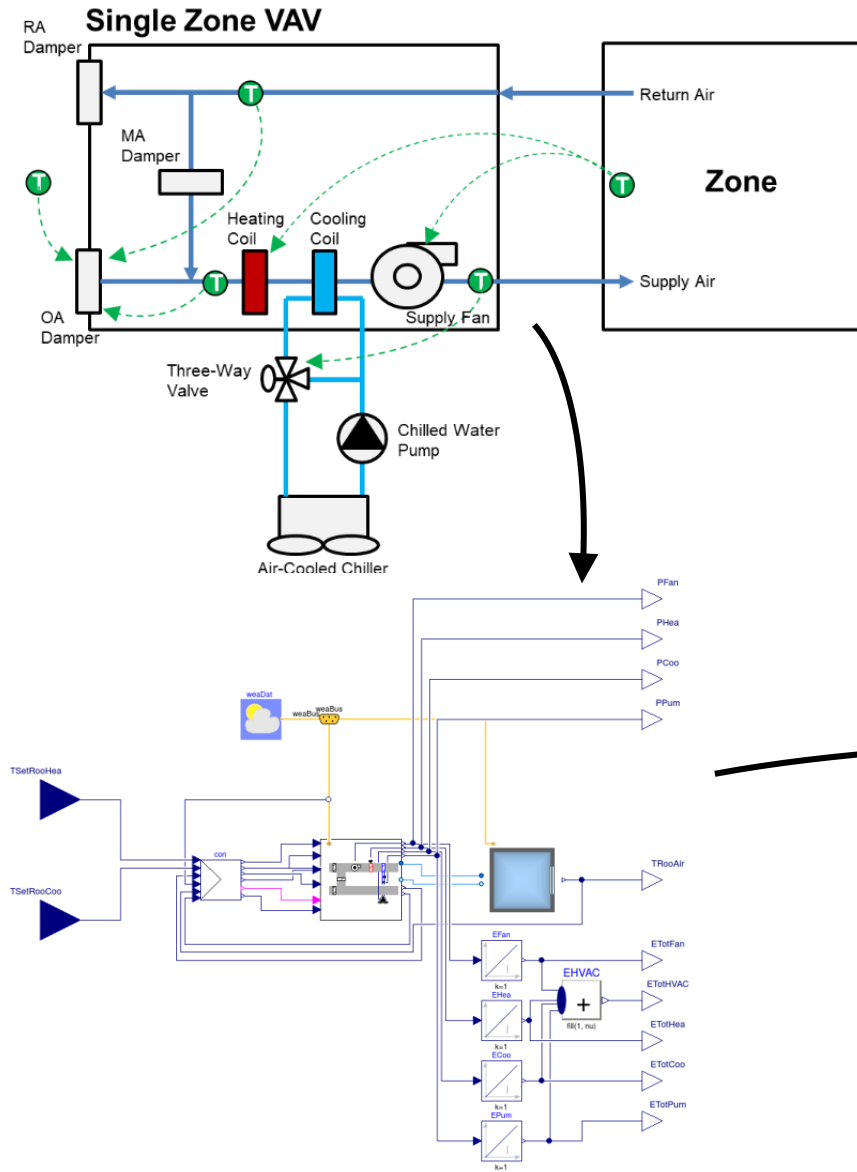 Single Zone VAV
RA
Damper
Return Air
MA
Damper
T
T
T
Zone
Heating
Coil
Cooling
Coil
T
T
Supply Air
OA
Damper
Supply Fan
Three-Way
Valve
Chilled Water
Pump
Air-Cooled Chiller
PFan
PHea
PCoo
PPum
weaDat
weaBus
weaBus
TSetRooHea
TSetRooCoo
con
TRooAir
EFan
k=1
EHea
k=1
ECoo
k=1
EPum
k=1
EHVAC
+
fill(1, nu)
ETotFan
ETotHVAC
ETotHea
ETotCoo
ETotPum